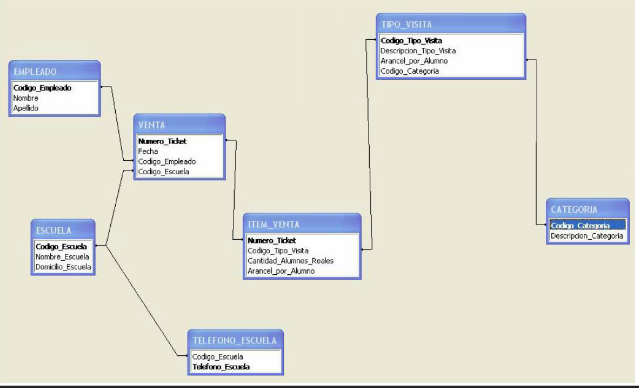 TIPO_VISITA
Codigo_Tipo_Visita
Descripcion_Tipo_Visita
Arancel_por_Alumno
Codigo_Categoria
EMPLEADO
Codigo_Empleado
Nombre
Apellido
VENTA
Numero_Ticket
Fecha
Codigo_Empleado
Codigo_Escuela
CATEGORIA
Codigo_Categoria
Descripcion_Categoria
ESCUELA
Codigo_Escuela
Nombre_Escuela
Domicilio_Escuela
ITEM_VENTA
Numero_Ticket
Codigo_Tipo_Visita
Cantidad_Alumnos_Reales
Arancel_por_Alumno
TELEFONO_ESCUELA
Codigo_Escuela
Telefono_Escuela